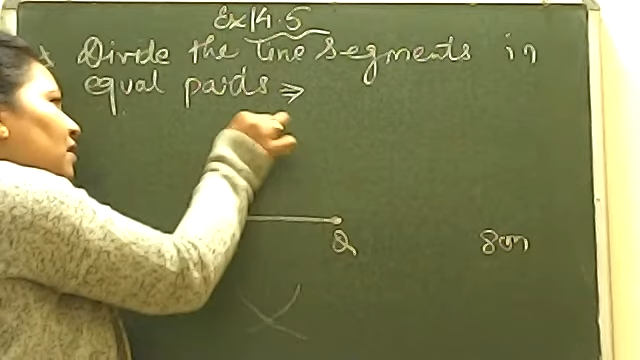 Ex 14.5
Divide the line segments in
equal parts ⇒
Q
8cm